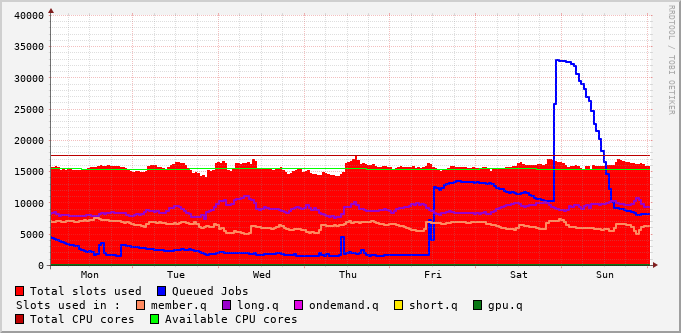 40000
35000
30000
25000
20000
15000
10000
5000
0
Mon Tue Wed Thu Fri Sat Sun
RRDTOOL / TOBI OETIKER
Total slots used Queued Jobs
Slots used in : member.q long.q ondemand.q short.q gpu.q
Total CPU cores Available CPU cores